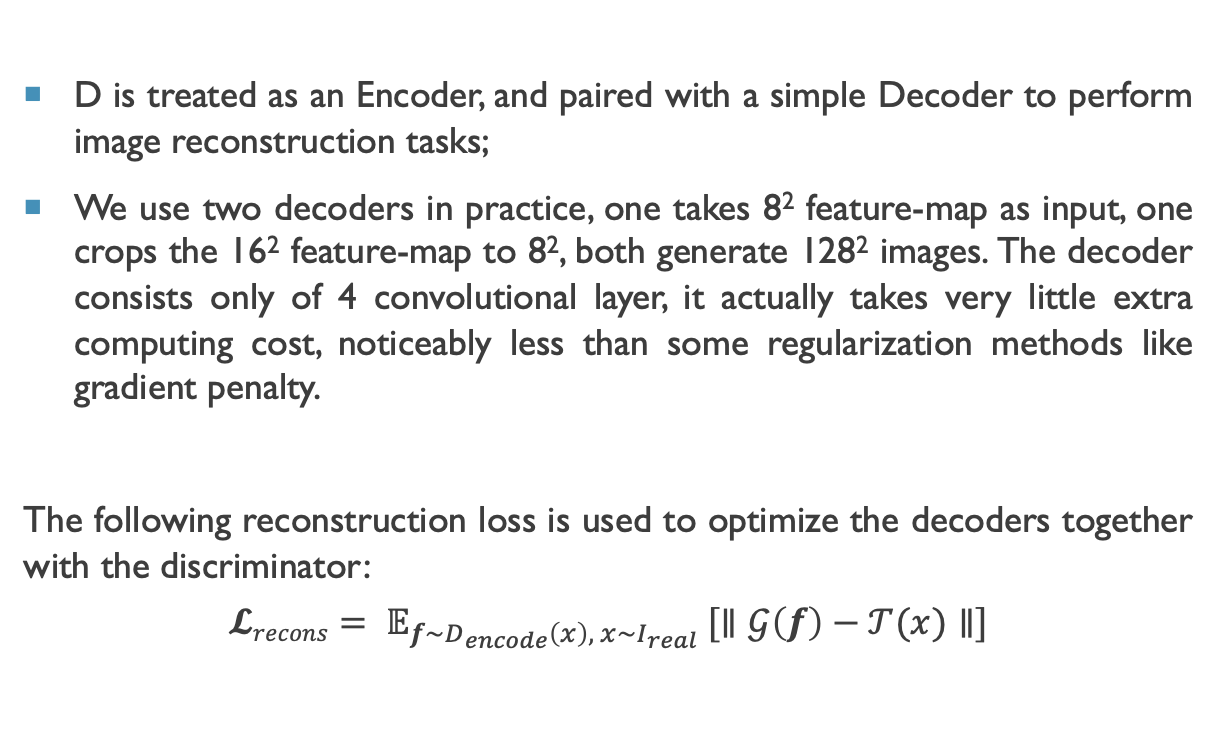 ▪ D is treated as an Encoder, and paired with a simple Decoder to perform
image reconstruction tasks;
▪ We use two decoders in practice, one takes 8² feature-map as input, one
crops the 16² feature-map to 8², both generate 128² images. The decoder
consists only of 4 convolutional layer, it actually takes very little extra
computing cost, noticeably less than some regularization methods like
gradient penalty.
The following reconstruction loss is used to optimize the decoders together
with the discriminator:
𝓛_recons = 𝔼_{f~D_encode(x), x~I_real} [∥ 𝒢(f) − 𝒯(x) ∥]